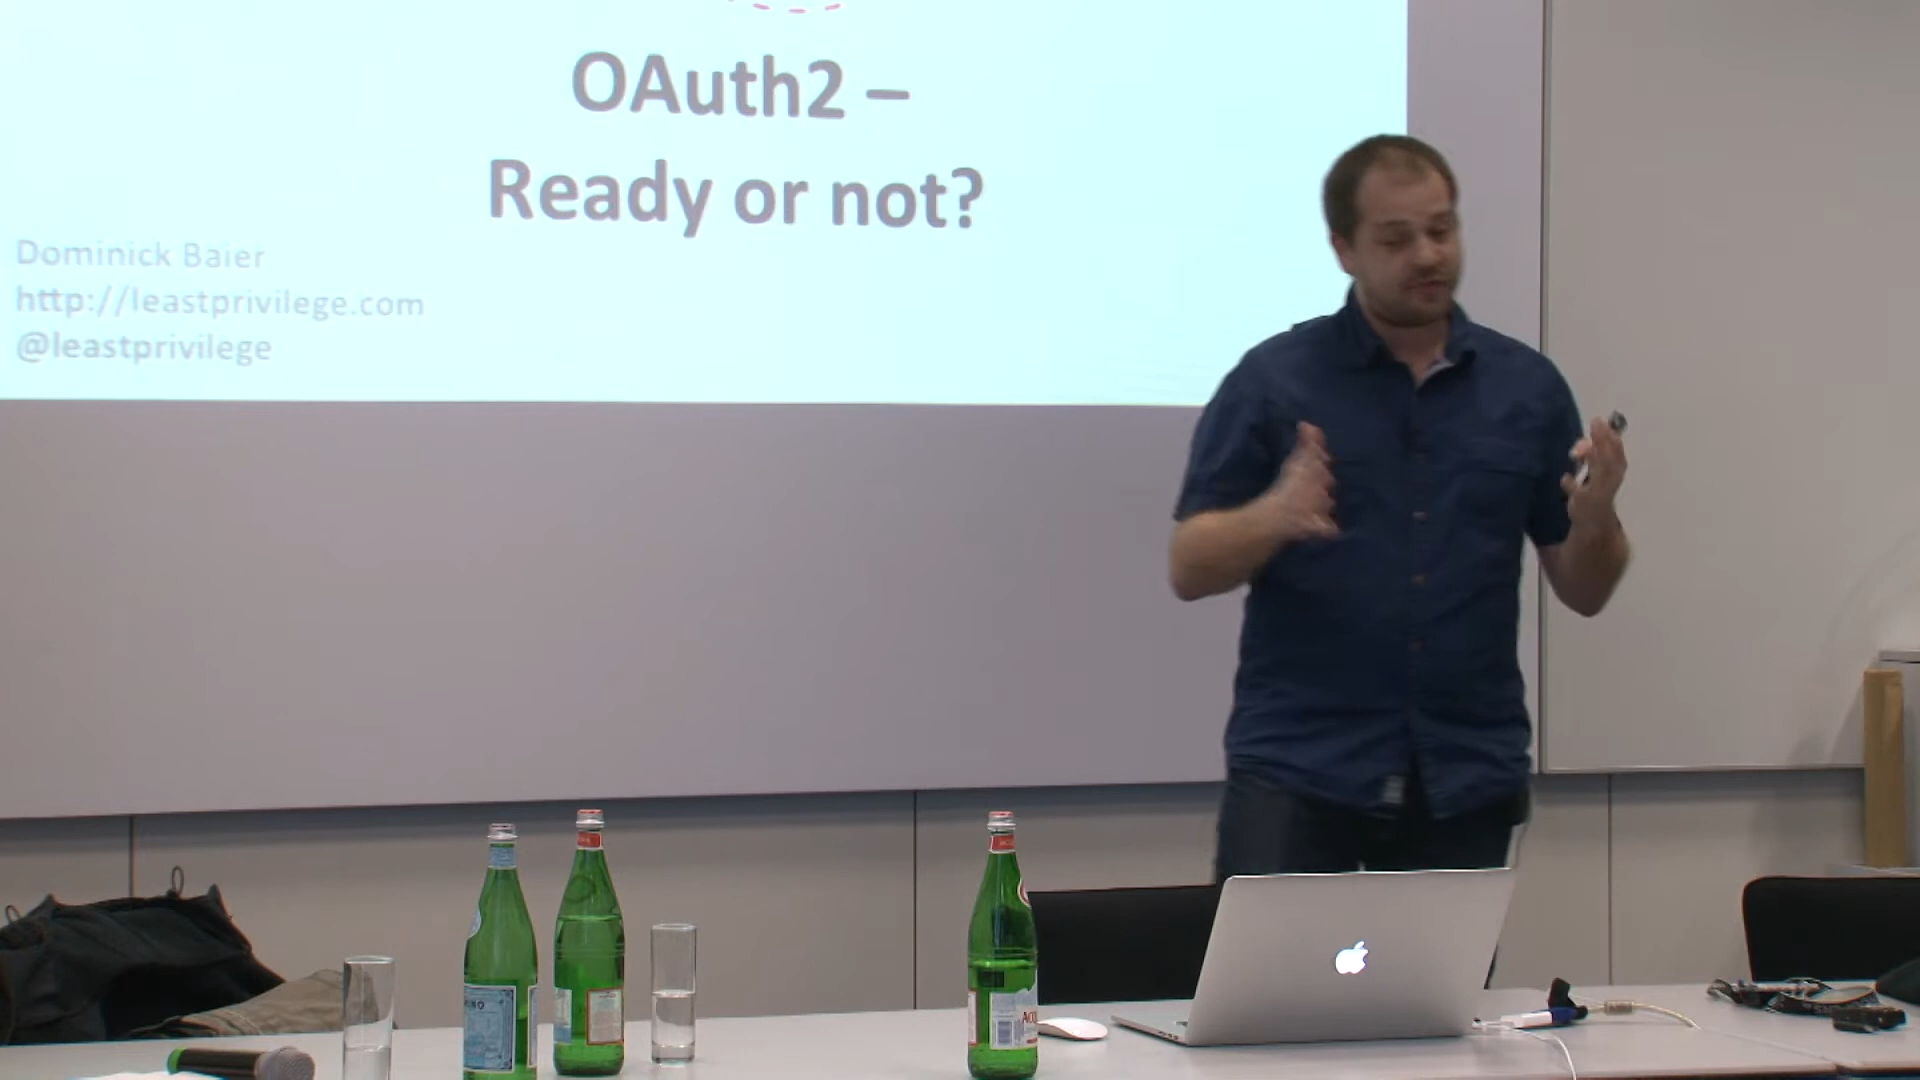 OAuth2 –
Ready or not?
Dominick Baier
http://leastprivilege.com
@leastprivilege